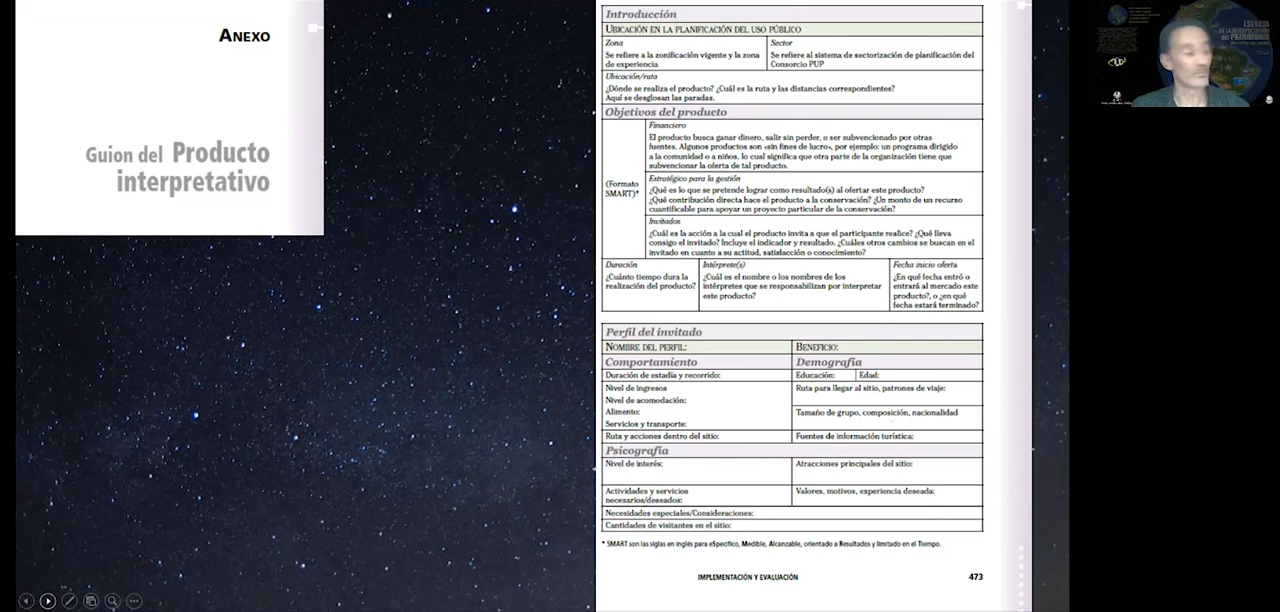 ANEXO
Guion del Producto
interpretativo
Introducción
UBICACIÓN EN LA PLANIFICACIÓN DEL USO PÚBLICO
Zona
Se refiere a la zonificación vigente y la zona
de experiencia
Sector
Se refiere al sistema de sectorización de planificación del
Consorcio PUP
Ubicación/ruta
¿Dónde se realiza el producto? ¿Cuál es la ruta y las distancias correspondientes?
Aquí se desglosan las paradas.
Objetivos del producto
(Formato
SMART)*
Financiero
El producto busca ganar dinero, salir sin perder, o ser subvencionado por otras
fuentes. Algunos productos son «sin fines de lucro», por ejemplo: un programa dirigido
a la comunidad o a niños, lo cual significa que otra parte de la organización tiene que
subvencionar la oferta de tal producto.
Estratégico para la gestión
¿Qué es lo que se pretende lograr como resultado(s) al ofertar este producto?
¿Qué contribución directa hace el producto a la conservación? ¿Un monto de un recurso
cuantificable para apoyar un proyecto particular de la conservación?
Invitados
¿Cuál es la acción a la cual el producto invita a que el participante realice? ¿Qué lleva
consigo el invitado? Incluye el indicador y resultado. ¿Cuáles otros cambios se buscan en el
invitado en cuanto a su actitud, satisfacción o conocimiento?
Duración
¿Cuánto tiempo dura la
realización del producto?
Intérprete(s)
¿Cuál es el nombre o los nombres de los
intérpretes que se responsabilizan por interpretar
este producto?
Fecha inicio oferta
¿En qué fecha entró o
entrará al mercado este
producto?, o ¿en qué
fecha estará terminado?
Perfil del invitado
NOMBRE DEL PERFIL:
BENEFICIO:
Comportamiento
Demografía
Duración de estadía y recorrido:
Educación:
Edad:
Nivel de ingresos
Ruta para llegar al sitio, patrones de viaje:
Nivel de acomodación:
Alimento:
Tamaño de grupo, composición, nacionalidad
Servicios y transporte:
Ruta y acciones dentro del sitio:
Fuentes de información turística:
Psicografía
Nivel de interés:
Atracciones principales del sitio:
Actividades y servicios
necesarios/deseados:
Valores, motivos, experiencia deseada:
Necesidades especiales/Consideraciones:
Cantidades de visitantes en el sitio:
* SMART son las siglas en inglés para eSpecífico, Medible, Alcanzable, orientado a Resultados y limitado en el Tiempo.
IMPLEMENTACIÓN Y EVALUACIÓN
473
ESENCIA
DE LA INTERPRETACIÓN
DEL PATRIMONIO